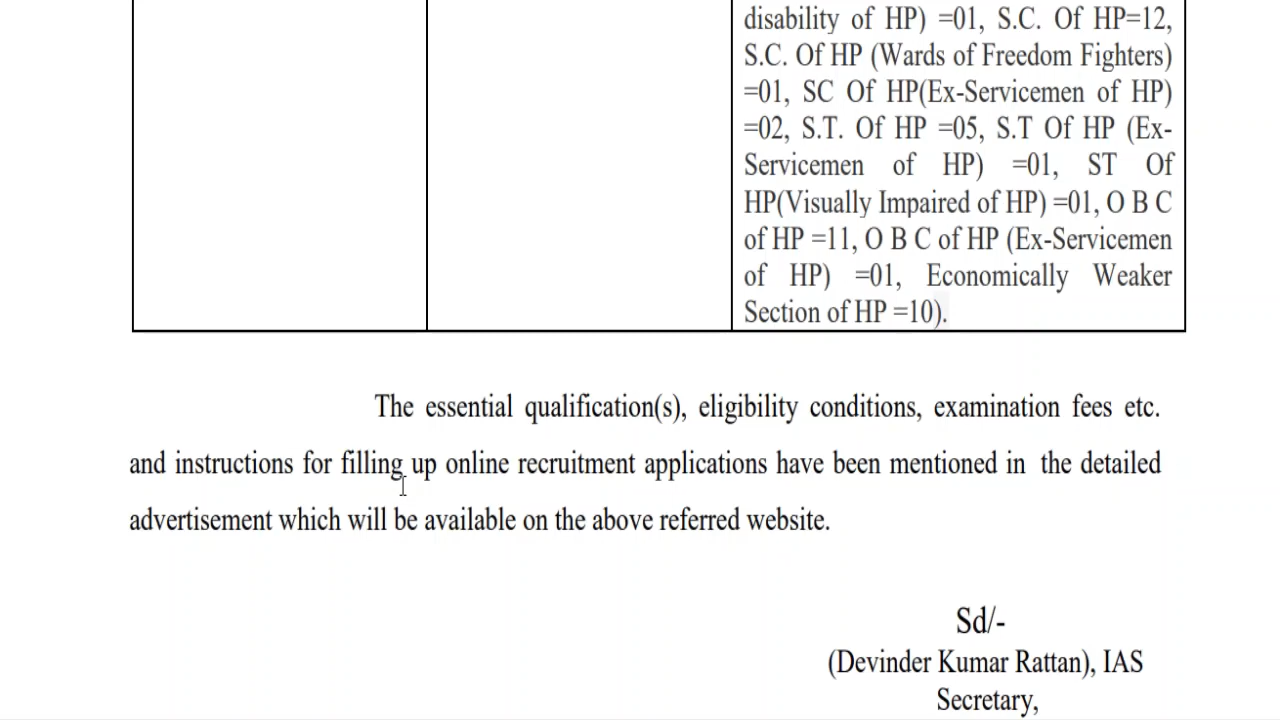 disability of HP) =01, S.C. Of HP=12,
S.C. Of HP (Wards of Freedom Fighters)
=01, SC Of HP(Ex-Servicemen of HP)
=02, S.T. Of HP =05, S.T Of HP (Ex-
Servicemen of HP) =01, ST Of
HP(Visually Impaired of HP) =01, O B C
of HP =11, O B C of HP (Ex-Servicemen
of HP) =01, Economically Weaker
Section of HP =10).
The essential qualification(s), eligibility conditions, examination fees etc.
and instructions for filling up online recruitment applications have been mentioned in the detailed
advertisement which will be available on the above referred website.
Sd/-
(Devinder Kumar Rattan), IAS
Secretary,